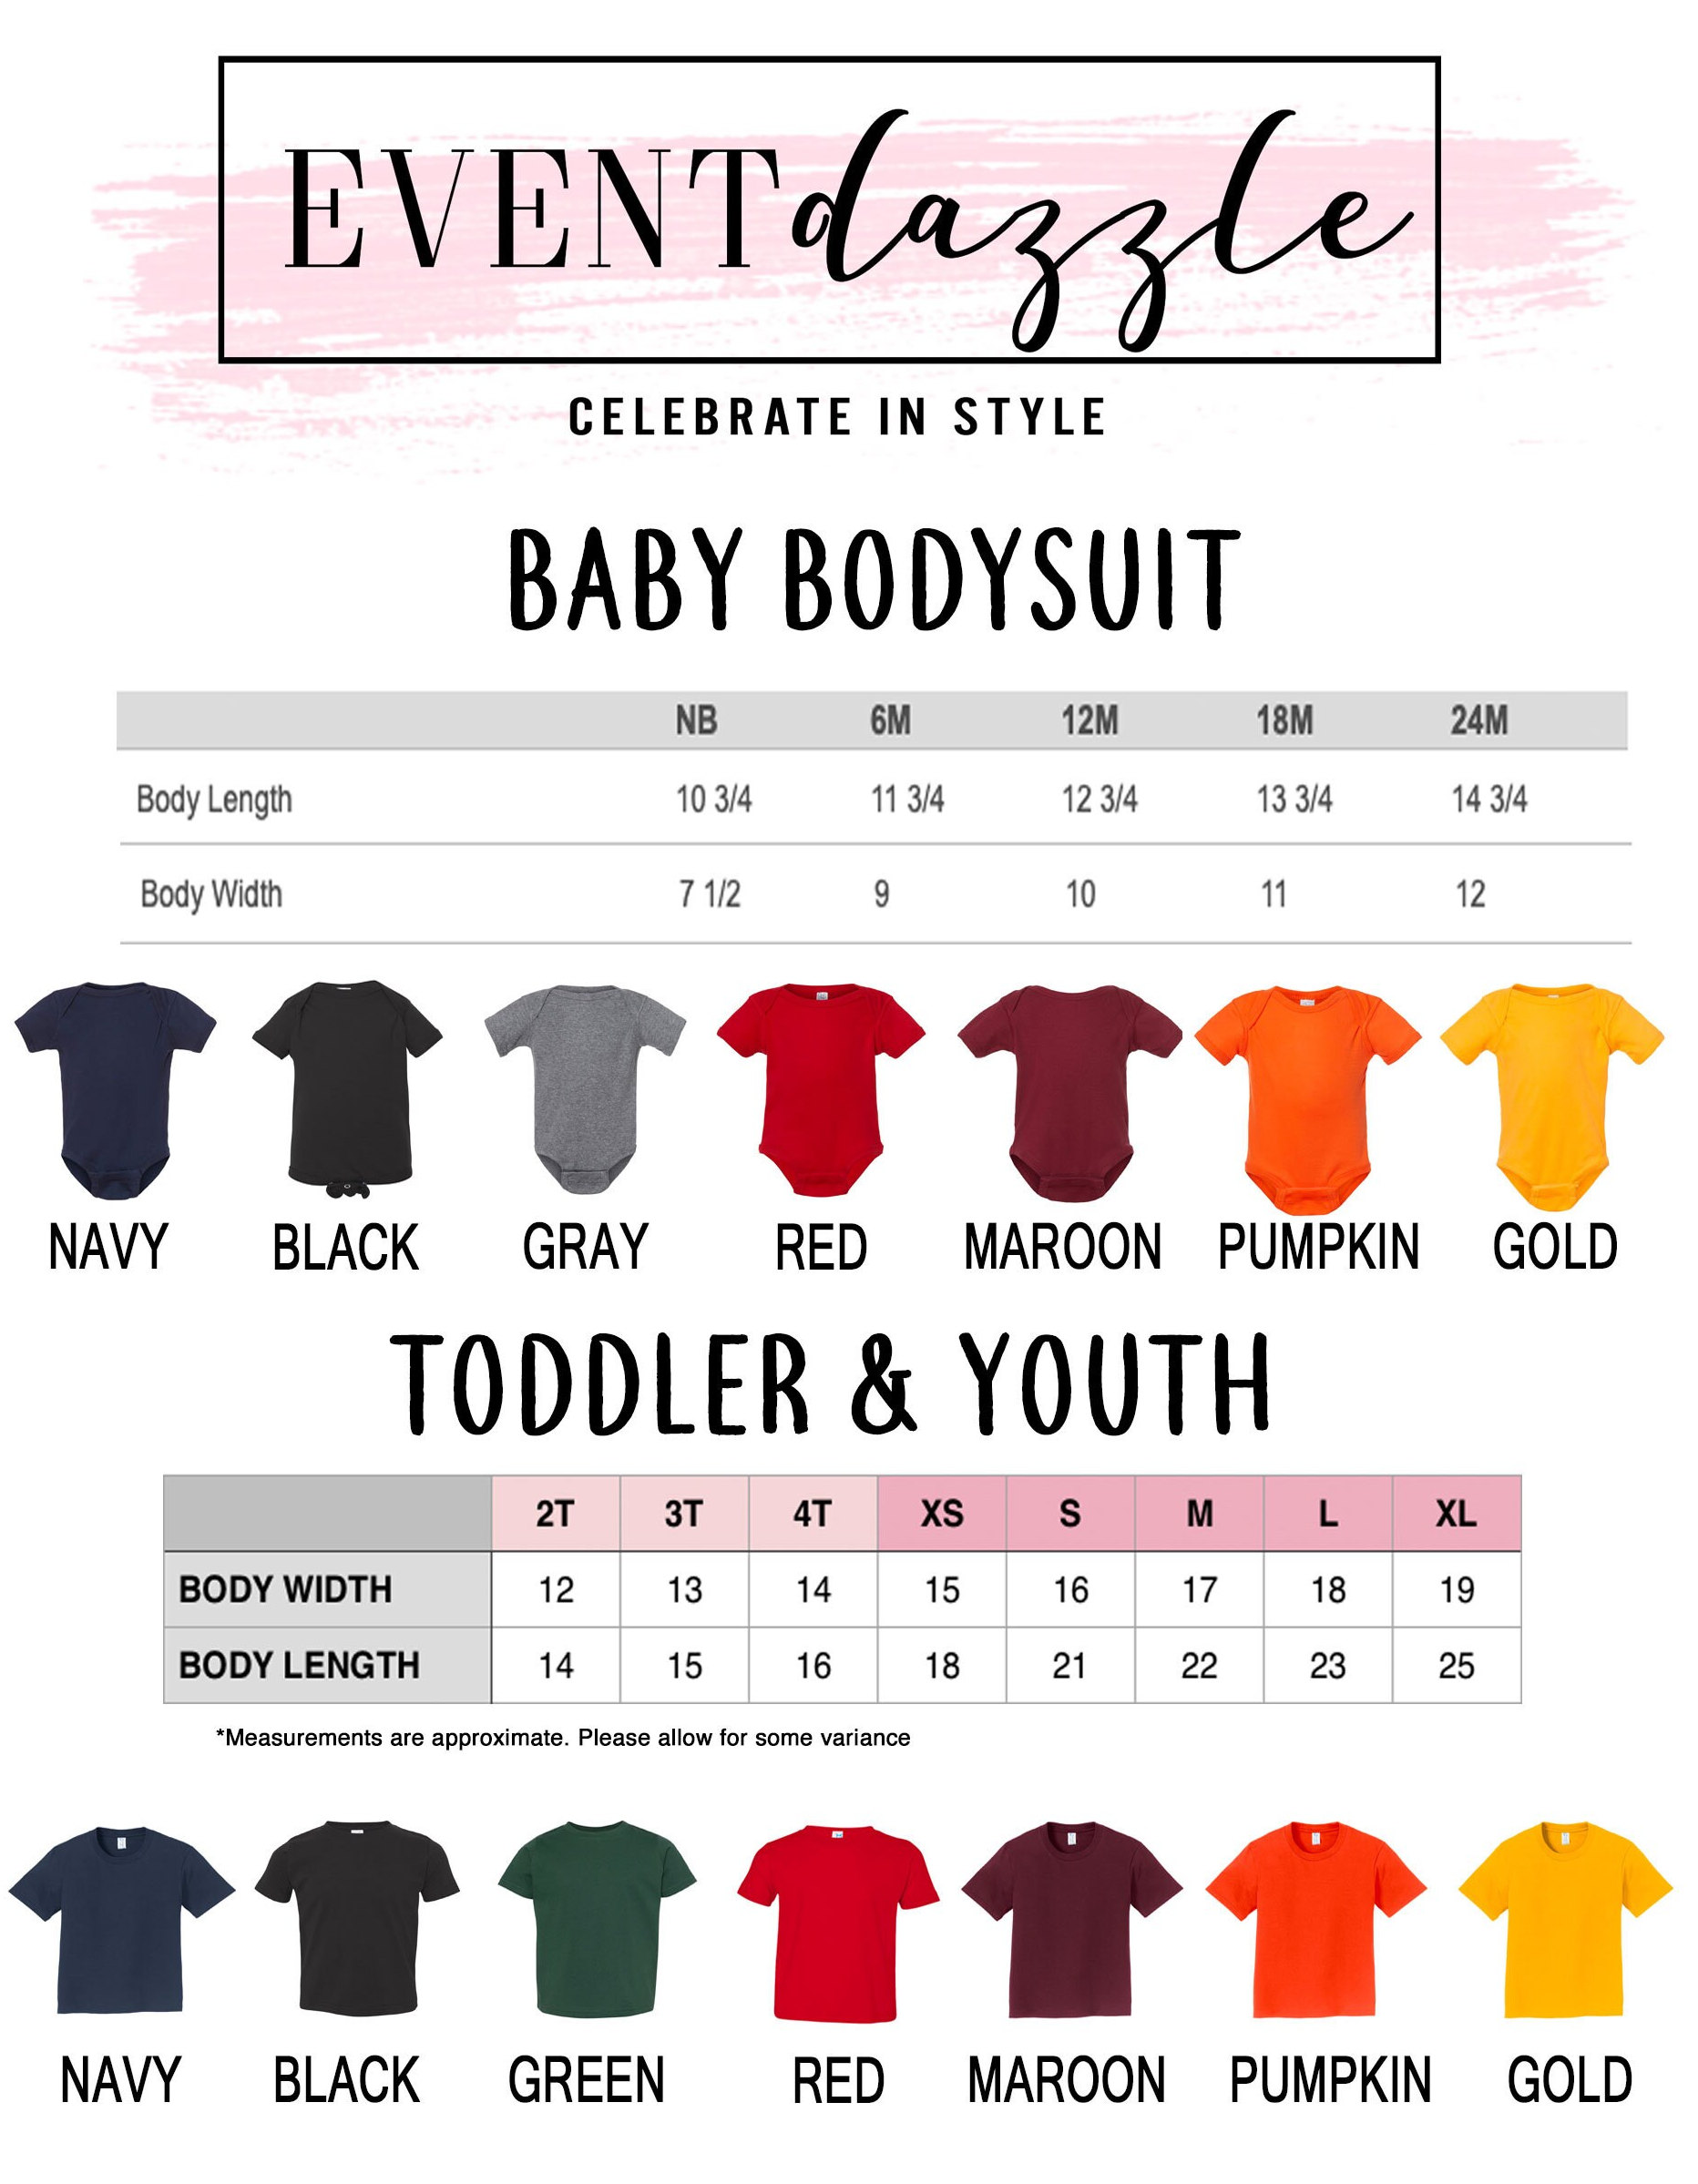 EVENTdazzle
CELEBRATE IN STYLE
BABY BODYSUIT
NB 6M 12M 18M 24M
Body Length 10 3/4 11 3/4 12 3/4 13 3/4 14 3/4
Body Width 7 1/2 9 10 11 12
NAVY BLACK GRAY RED MAROON PUMPKIN GOLD
TODDLER & YOUTH
2T 3T 4T XS S M L XL
BODY WIDTH 12 13 14 15 16 17 18 19
BODY LENGTH 14 15 16 18 21 22 23 25
*Measurements are approximate. Please allow for some variance
NAVY BLACK GREEN RED MAROON PUMPKIN GOLD